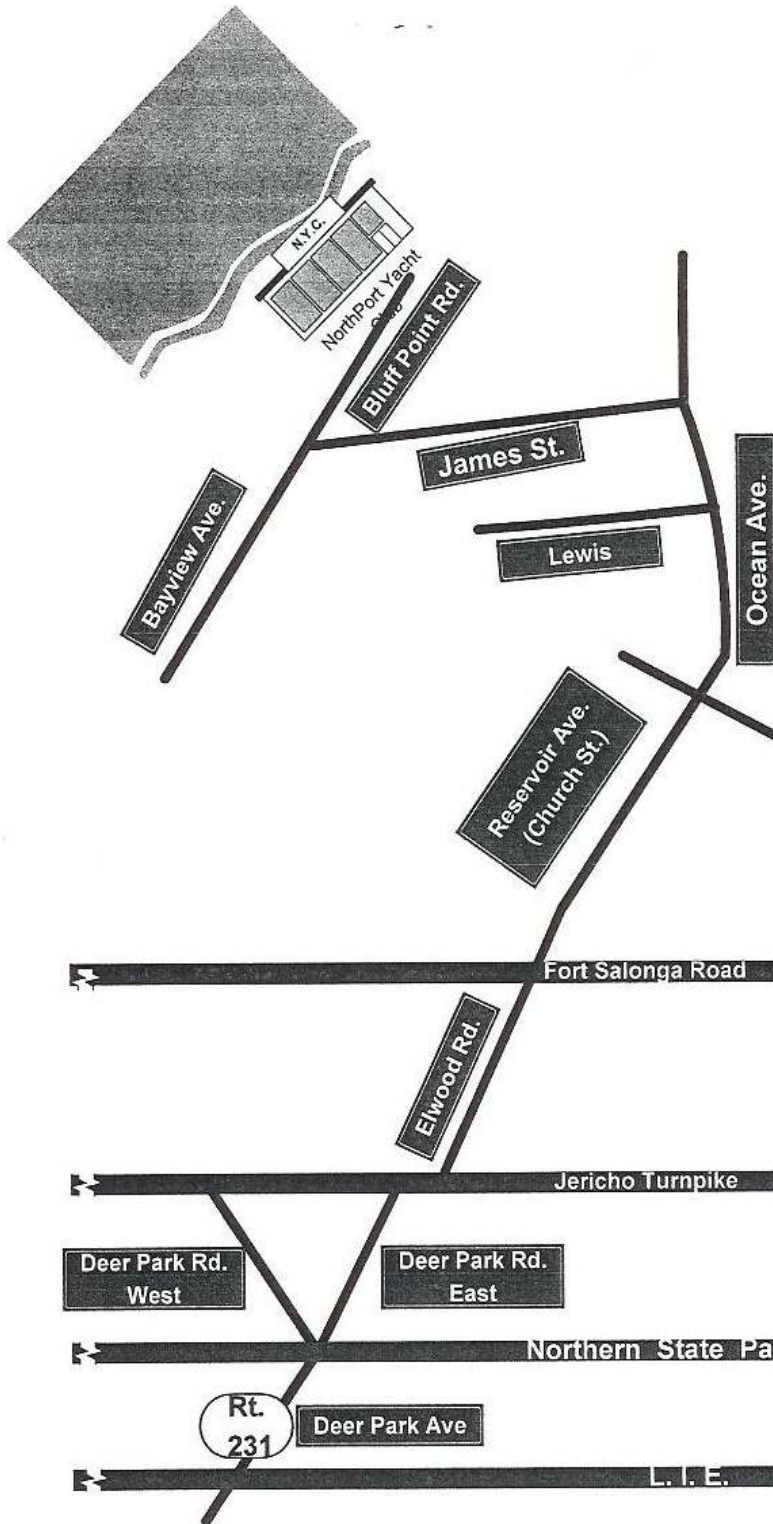 N.Y.C.
NorthPort Yacht
Bluff Point Rd.
James St.
Bayview Ave.
Lewis
Ocean Ave.
Reservoir Ave.
(Church St.)
Fort Salonga Road
Elwood Rd.
Jericho Turnpike
Deer Park Rd.
West
Deer Park Rd.
East
Northern State Pa
Rt.
231
Deer Park Ave
L. I. E.